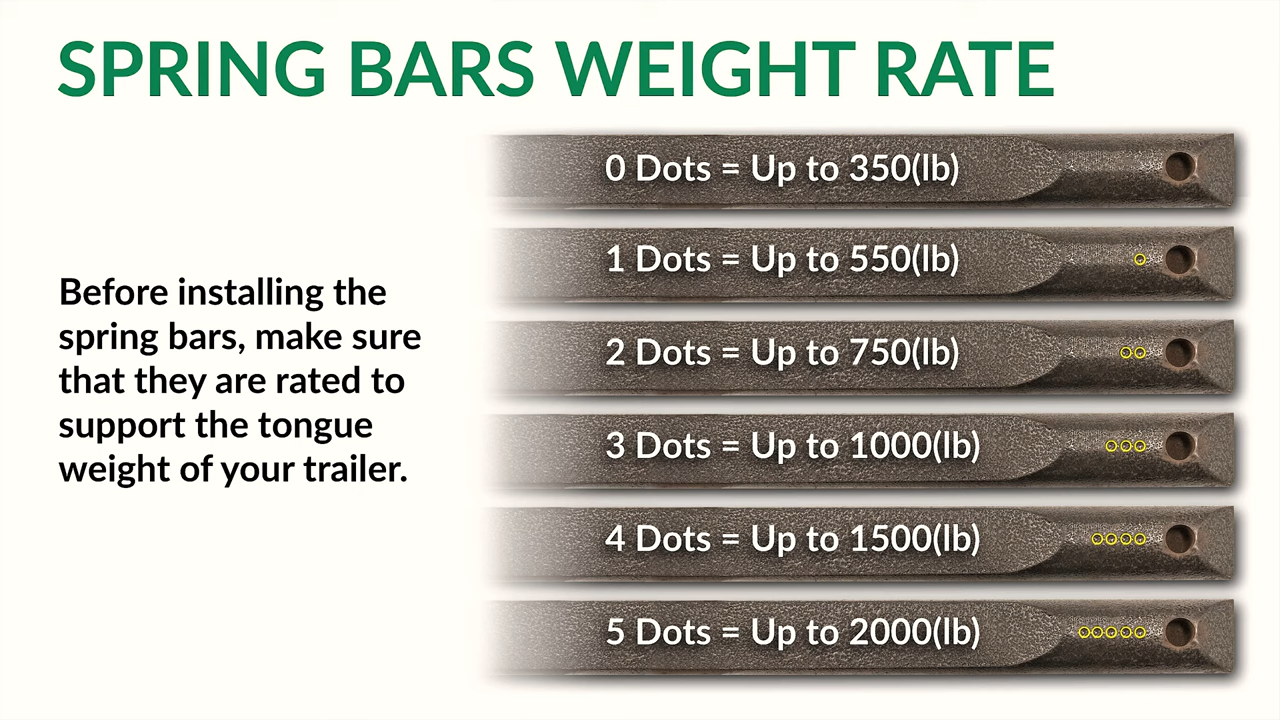 SPRING BARS WEIGHT RATE
Before installing the
spring bars, make sure
that they are rated to
support the tongue
weight of your trailer.
0 Dots = Up to 350(lb)
1 Dots = Up to 550(lb)
2 Dots = Up to 750(lb)
3 Dots = Up to 1000(lb)
4 Dots = Up to 1500(lb)
5 Dots = Up to 2000(lb)